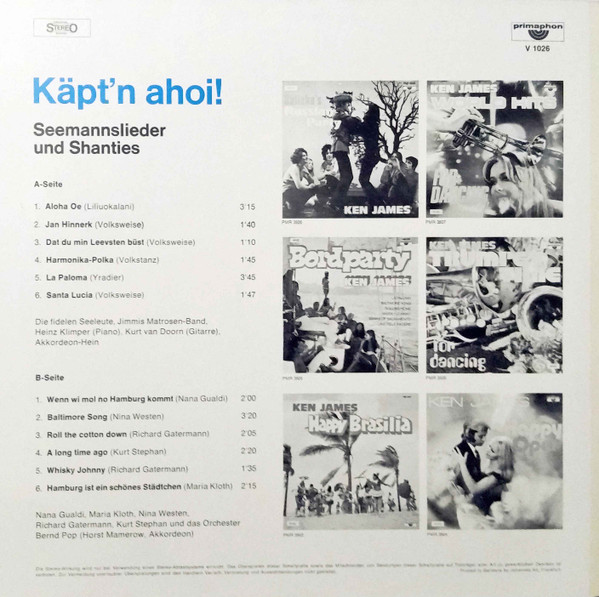 STEREO
primaphon
V 1026
Käpt'n ahoi!
Seemannslieder
und Shanties
A-Seite
1. Aloha Oe (Liliuokalani) 3'15
2. Jan Hinnerk (Volksweise) 1'40
3. Dat du min Leevsten büst (Volksweise) 1'10
4. Harmonika-Polka (Volkstanz) 1'45
5. La Paloma (Yradier) 3'45
6. Santa Lucia (Volksweise) 1'47
Die fidelen Seeleute, Jimmis Matrosen-Band,
Heinz Klimper (Piano), Kurt van Doorn (Gitarre),
Akkordeon-Hein
B-Seite
1. Wenn wi mol no Hamburg kommt (Nana Gualdi) 2'00
2. Baltimore Song (Nina Westen) 3'20
3. Roll the cotton down (Richard Gatermann) 2'05
4. A long time ago (Kurt Stephan) 2'20
5. Whisky Johnny (Richard Gatermann) 1'35
6. Hamburg ist ein schönes Städtchen (Maria Kloth) 2'15
Nana Gualdi, Maria Kloth, Nina Westen,
Richard Gatermann, Kurt Stephan und das Orchester
Bernd Pop (Horst Mamerow, Akkordeon)
KEN JAMES
KEN JAMES
WORLD HITS
FOR
DANCING
Bordparty
KEN JAMES
KEN JAMES
TRUMPET
for
dancing
KEN JAMES
Happy Brasilia
KEN JAMES
Happy